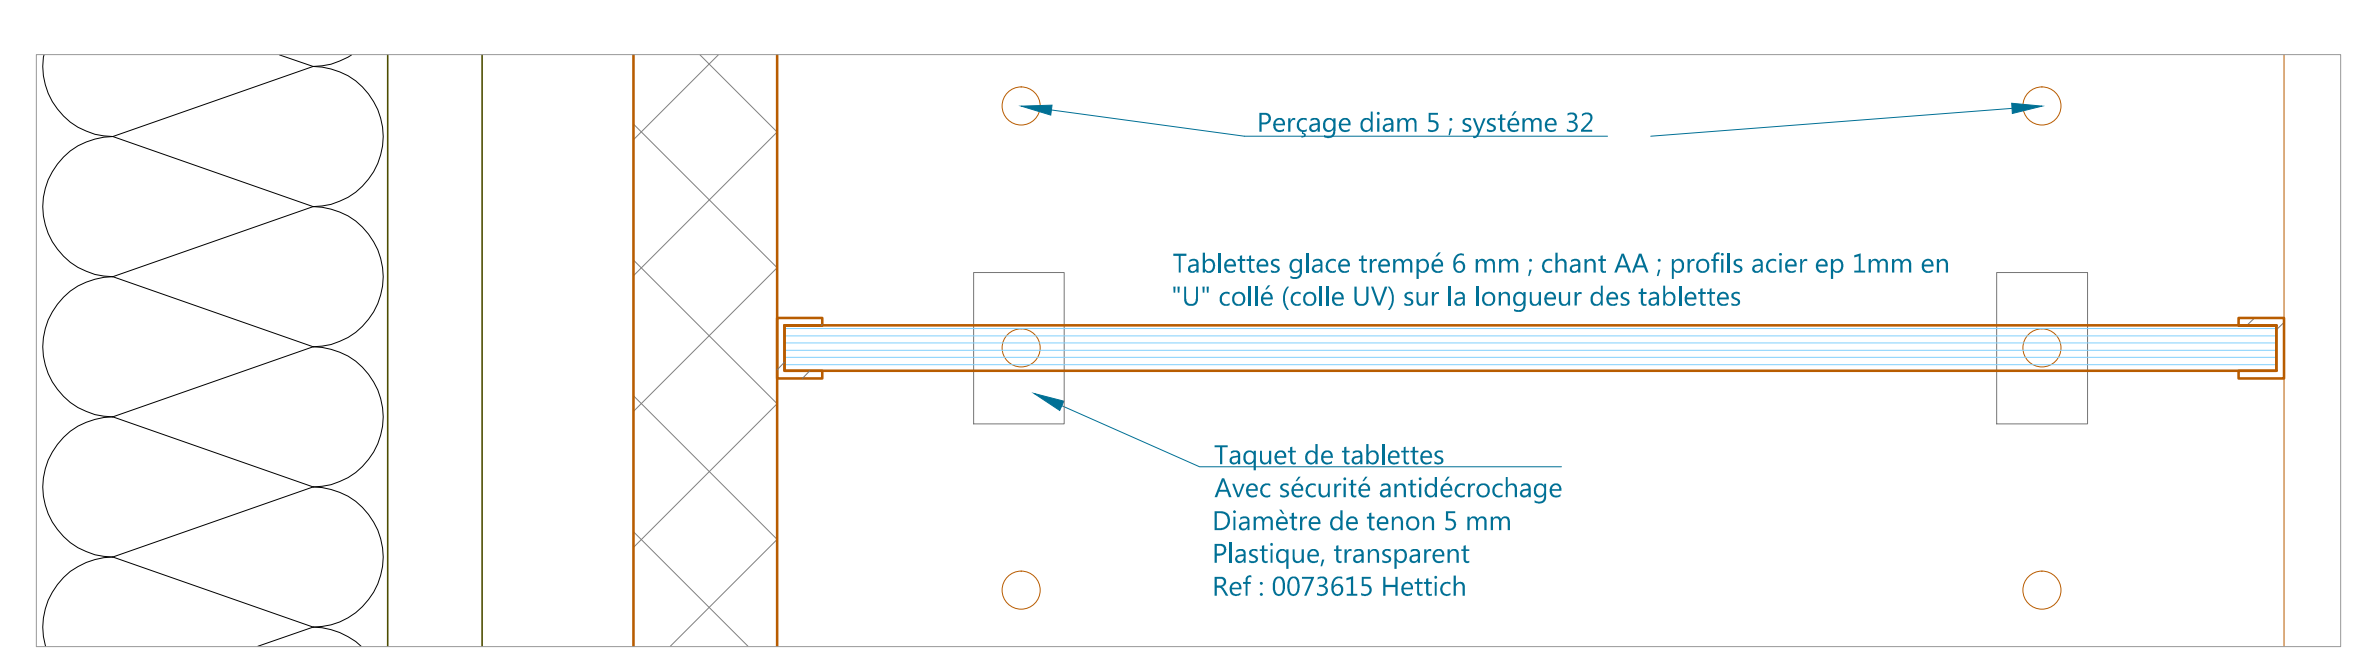 Perçage diam 5 ; systéme 32
Tablettes glace trempé 6 mm ; chant AA ; profils acier ep 1mm en
"U" collé (colle UV) sur la longueur des tablettes
Taquet de tablettes
Avec sécurité antidécrochage
Diamètre de tenon 5 mm
Plastique, transparent
Ref : 0073615 Hettich